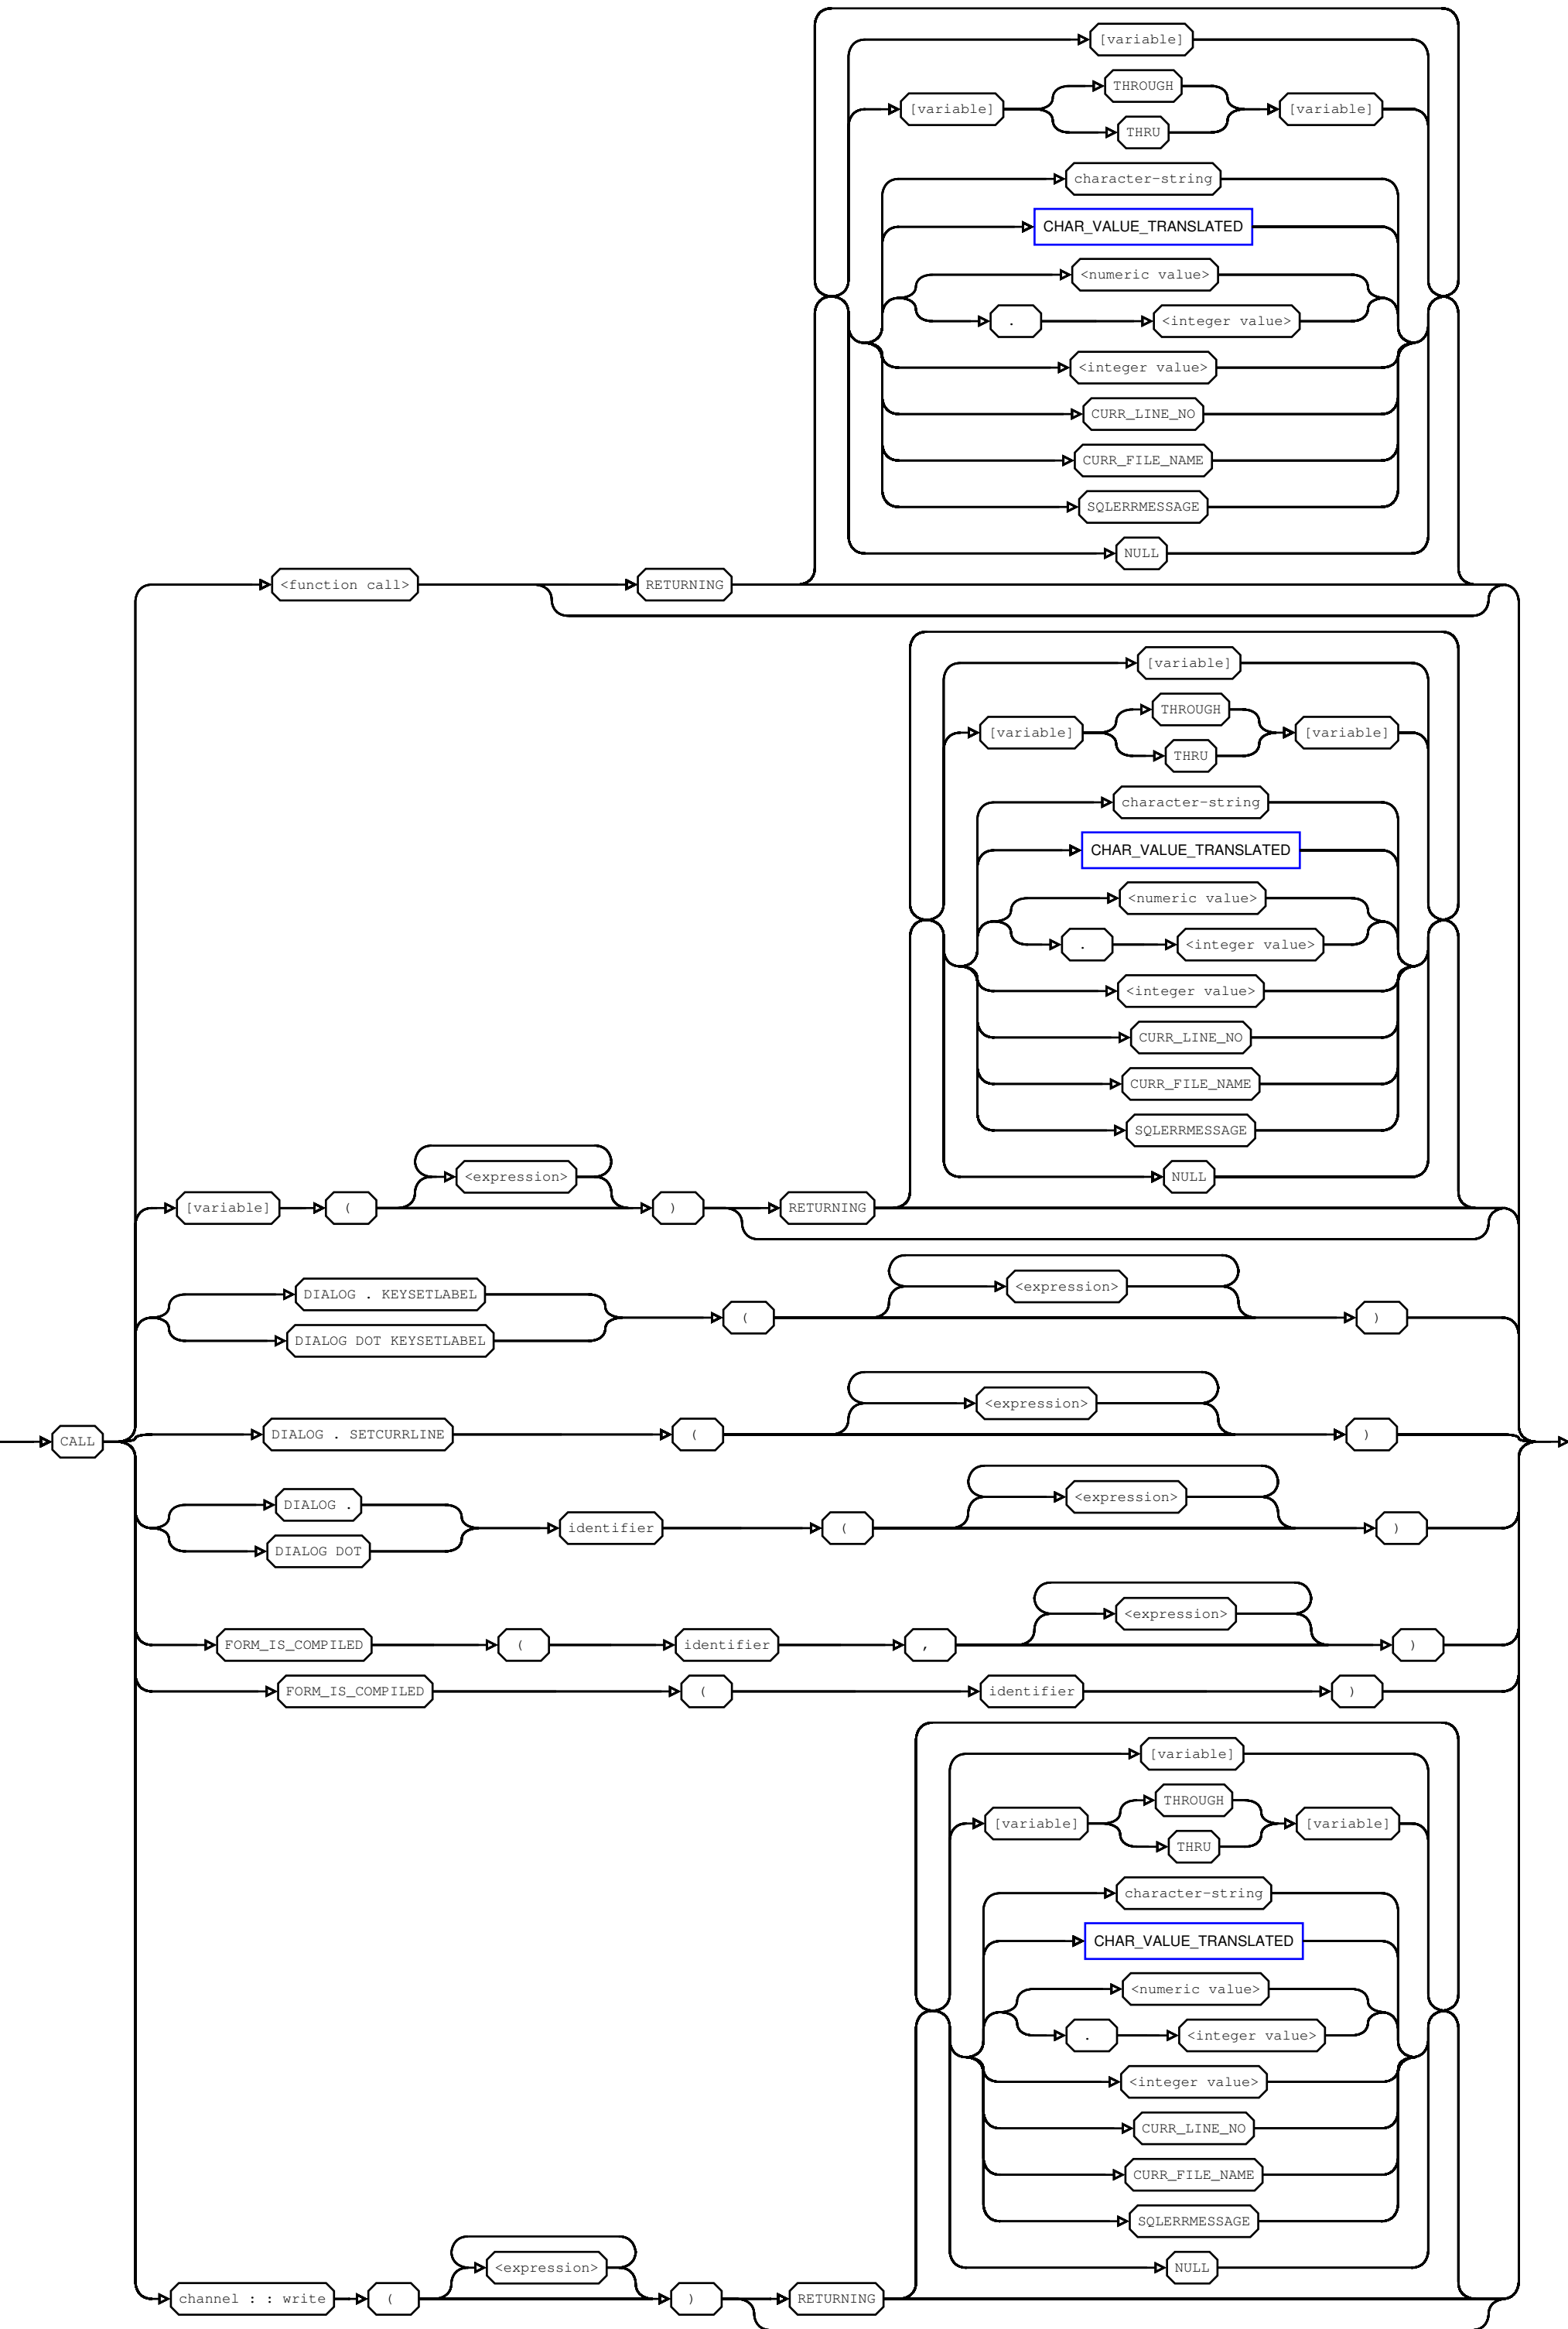 [variable]
THROUGH
[variable] [variable]
THRU
character-string
CHAR_VALUE_TRANSLATED
<numeric value>
. <integer value>
<integer value>
CURR_LINE_NO
CURR_FILE_NAME
SQLERRMESSAGE
NULL
<function call> RETURNING
[variable]
THROUGH
[variable] [variable]
THRU
character-string
CHAR_VALUE_TRANSLATED
<numeric value>
. <integer value>
<integer value>
CURR_LINE_NO
CURR_FILE_NAME
SQLERRMESSAGE
<expression> NULL
[variable] ( ) RETURNING
DIALOG . KEYSETLABEL <expression>
( )
DIALOG DOT KEYSETLABEL
<expression>
DIALOG . SETCURRLINE ( )
CALL
DIALOG . <expression>
identifier ( )
DIALOG DOT
<expression>
FORM_IS_COMPILED ( identifier , )
FORM_IS_COMPILED ( identifier )
[variable]
THROUGH
[variable] [variable]
THRU
character-string
CHAR_VALUE_TRANSLATED
<numeric value>
. <integer value>
<integer value>
CURR_LINE_NO
CURR_FILE_NAME
SQLERRMESSAGE
<expression> NULL
channel : : write ( ) RETURNING